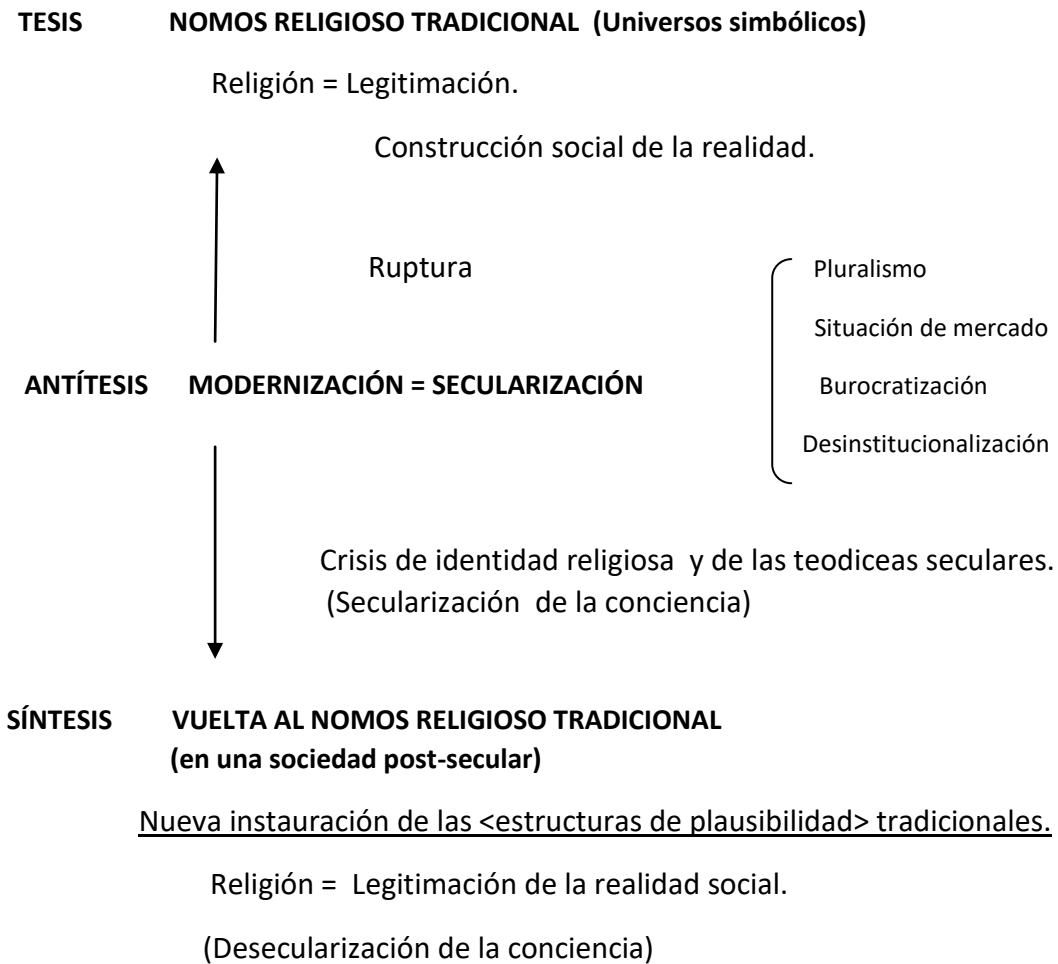 TESIS NOMOS RELIGIOSO TRADICIONAL (Universos simbólicos)
Religión = Legitimación.
Construcción social de la realidad.
Ruptura
Pluralismo
Situación de mercado
ANTÍTESIS MODERNIZACIÓN = SECULARIZACIÓN
Burocratización
Desinstitucionalización
Crisis de identidad religiosa y de las teodiceas seculares.
(Secularización de la conciencia)
SÍNTESIS VUELTA AL NOMOS RELIGIOSO TRADICIONAL
(en una sociedad post-secular)
Nueva instauración de las <estructuras de plausibilidad> tradicionales.
Religión = Legitimación de la realidad social.
(Desecularización de la conciencia)